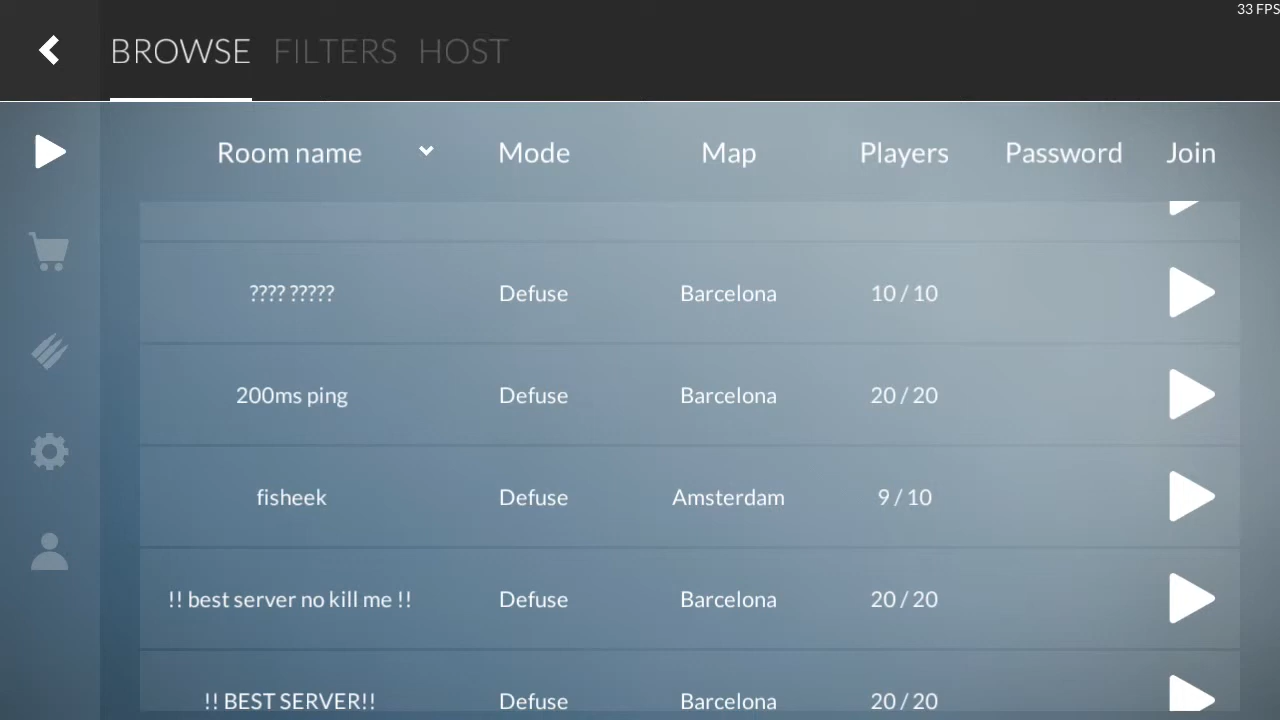 33 FPS
BROWSE FILTERS HOST
Room name Mode Map Players Password Join
???? ????? Defuse Barcelona 10 / 10
200ms ping Defuse Barcelona 20 / 20
fisheek Defuse Amsterdam 9 / 10
!! best server no kill me !! Defuse Barcelona 20 / 20
!! BEST SERVER!! Defuse Barcelona 20 / 20